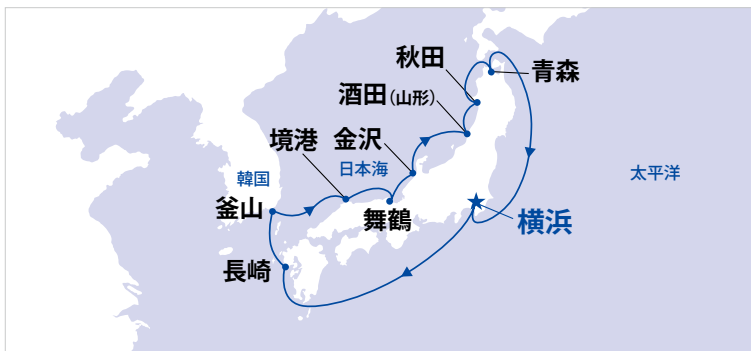 秋田
青森
酒田(山形)
境港
金沢
日本海
韓国
太平洋
釜山
舞鶴
横浜
長崎